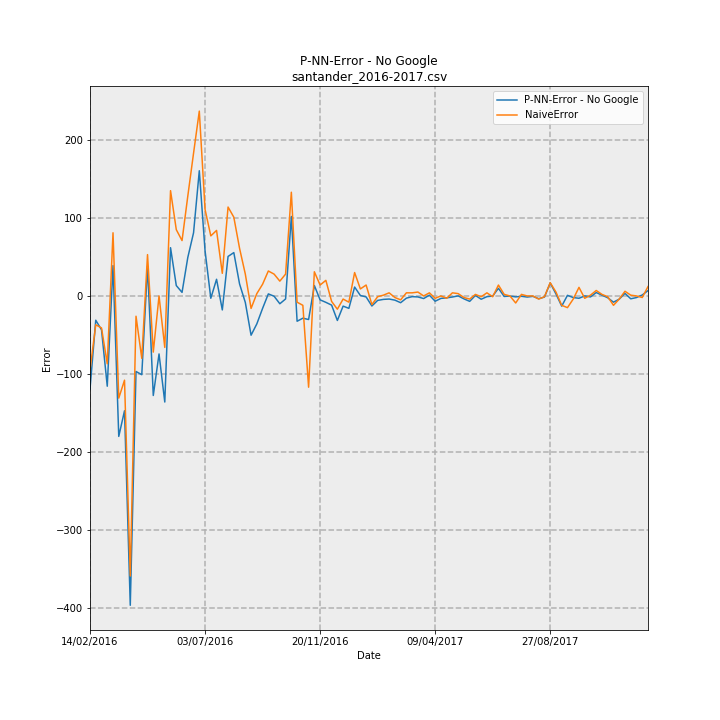 P-NN-Error - No Google
santander_2016-2017.csv
P-NN-Error - No Google
NaiveError
200
100
0
−100
−200
−300
−400
Error
14/02/2016
03/07/2016
20/11/2016
09/04/2017
27/08/2017
Date